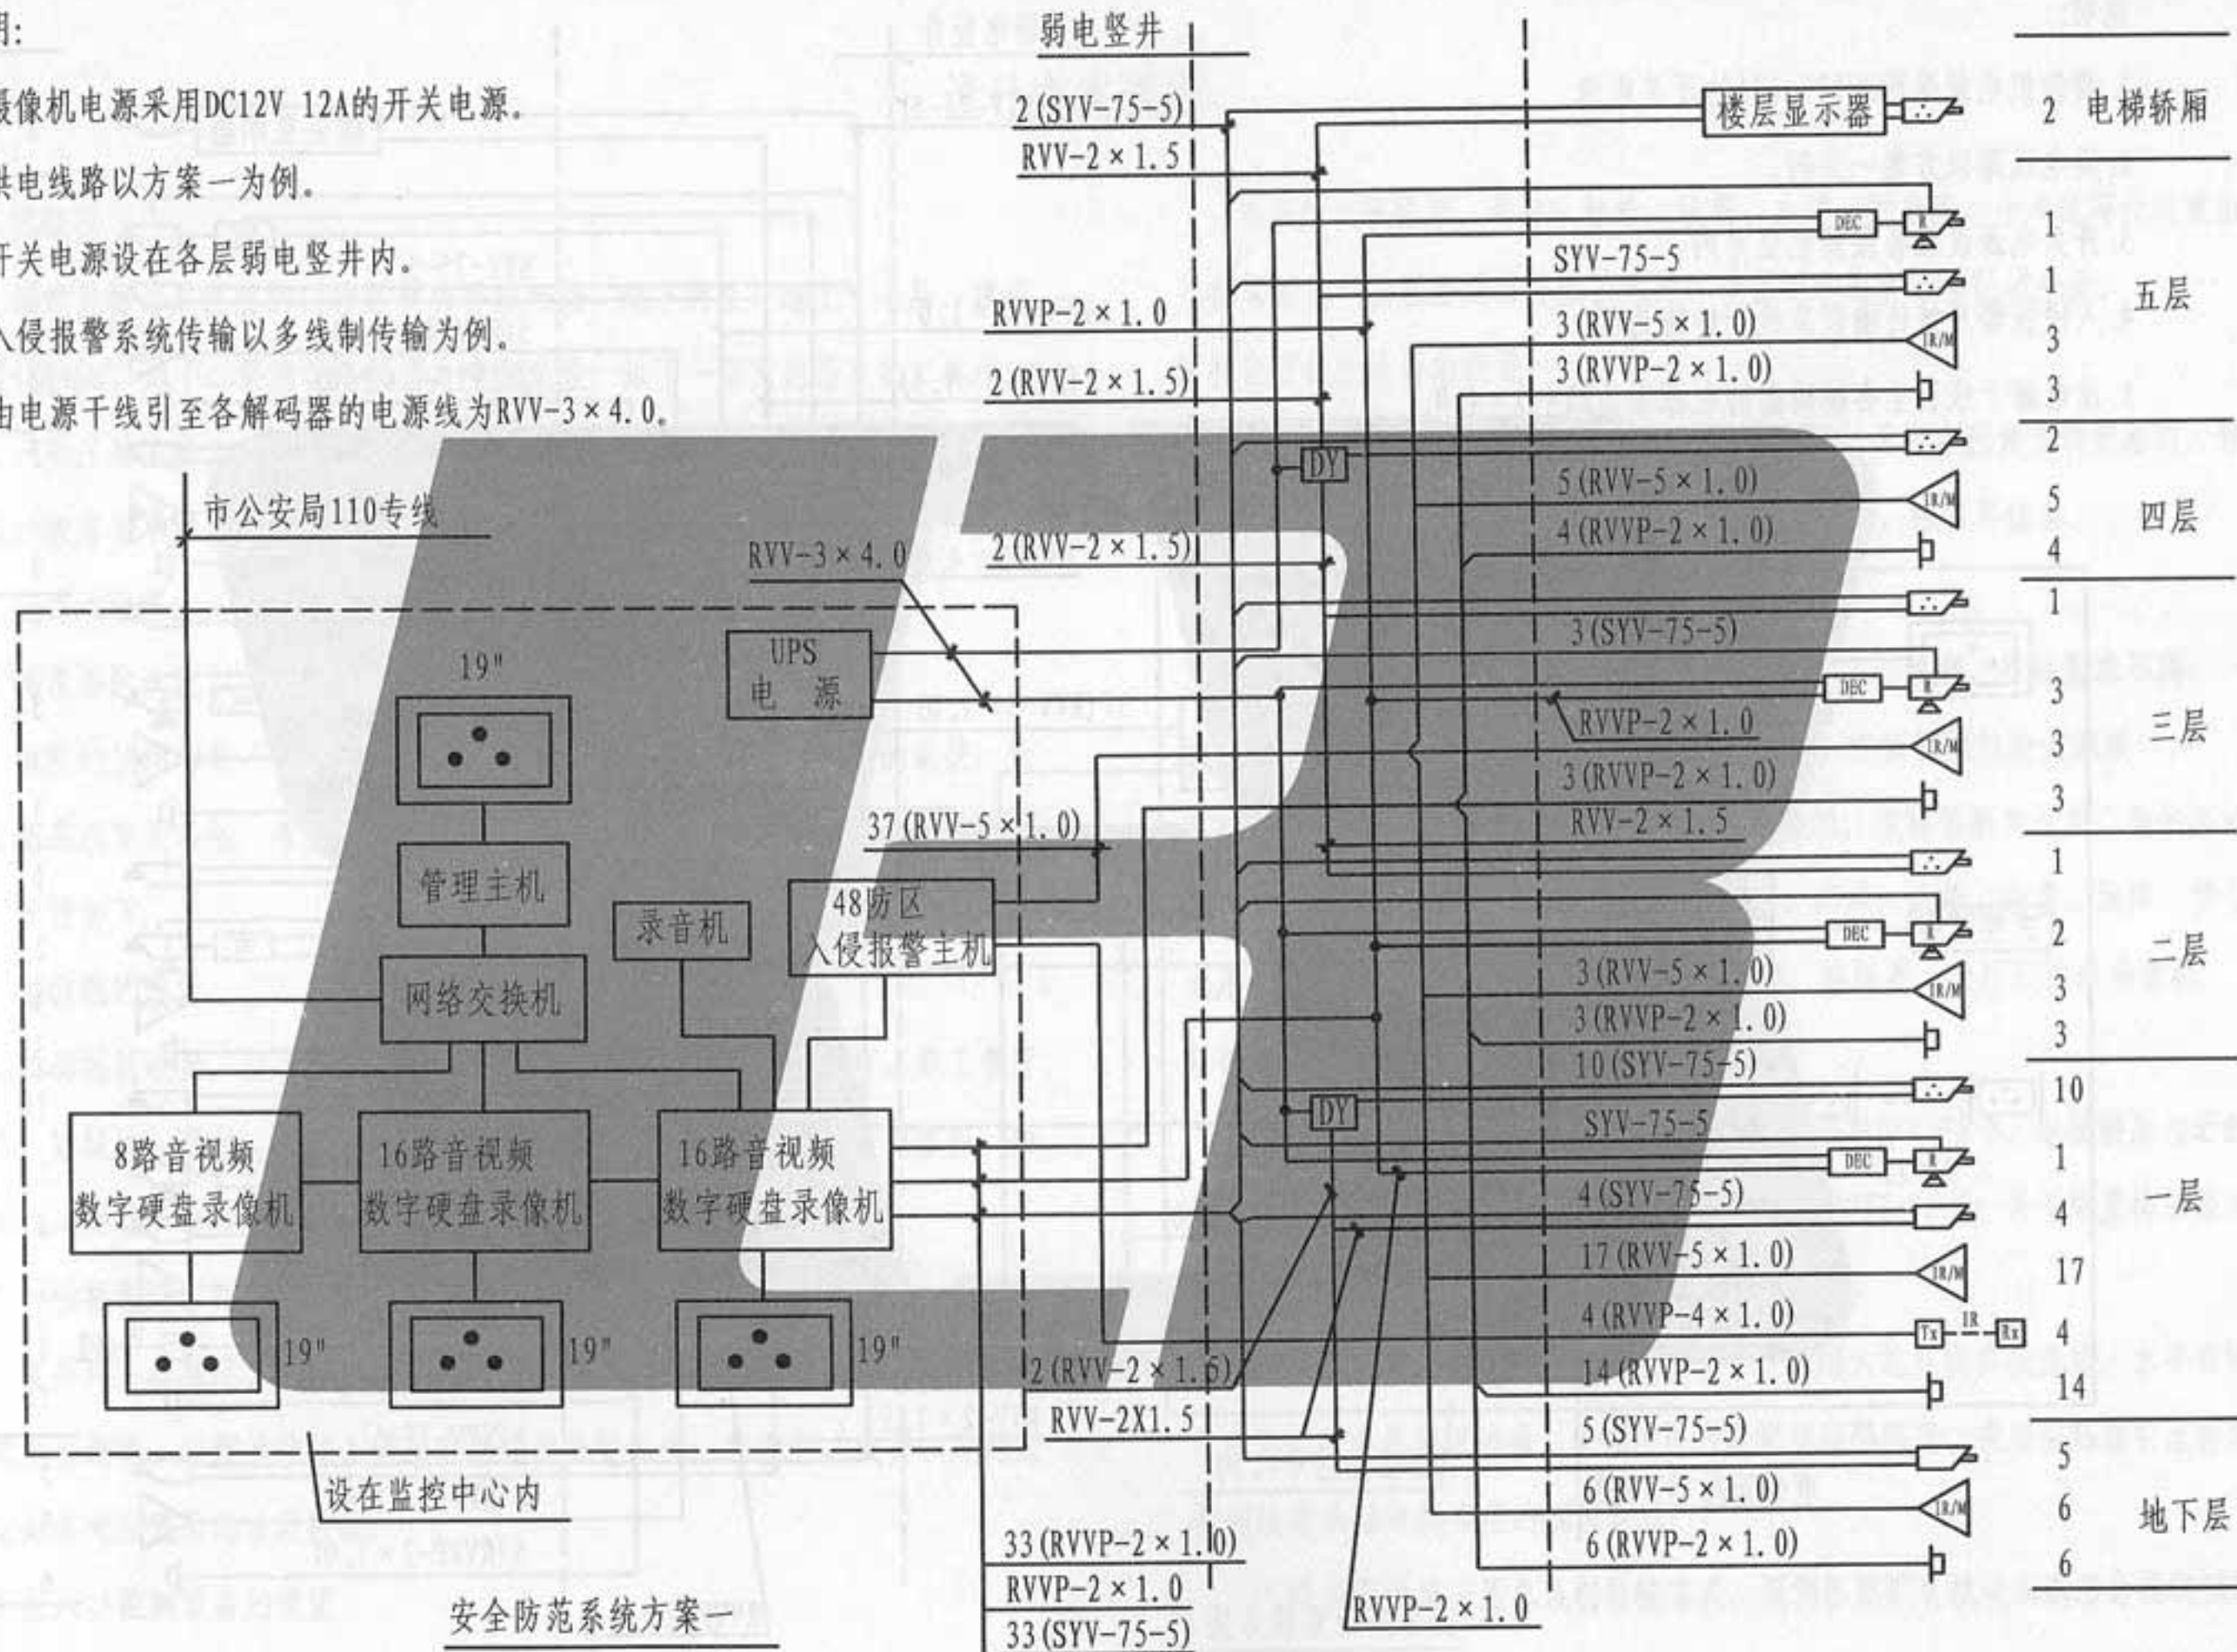 明:
摄像机电源采用DC12V 12A的开关电源。
供电线路以方案一为例。
开关电源设在各层弱电竖井内。
入侵报警系统传输以多线制传输为例。
由电源干线引至各解码器的电源线为RVV-3×4.0。
弱电竖井
2(SYV-75-5)
RVV-2×1.5
楼层显示器
2 电梯轿厢
DEC
R
1
SYV-75-5
1
五层
RVVP-2×1.0
3(RVV-5×1.0)
IR/M
3
3(RVVP-2×1.0)
3
2(RVV-2×1.5)
2
DY
5(RVV-5×1.0)
IR/M
5
四层
4(RVVP-2×1.0)
4
市公安局110专线
RVV-3×4.0
2(RVV-2×1.5)
1
3(SYV-75-5)
UPS
电 源
19"
DEC
R
3
RVVP-2×1.0
三层
IR/M
3
3(RVVP-2×1.0)
3
37(RVV-5×1.0)
RVV-2×1.5
1
管理主机
录音机
48防区
入侵报警主机
DEC
R
2
二层
3(RVV-5×1.0)
IR/M
3
网络交换机
3(RVVP-2×1.0)
3
10(SYV-75-5)
10
DY
SYV-75-5
8路音视频
数字硬盘录像机
16路音视频
数字硬盘录像机
16路音视频
数字硬盘录像机
DEC
R
1
一层
4(SYV-75-5)
4
17(RVV-5×1.0)
IR/M
17
4(RVVP-4×1.0)
Tx
IR
Rx
4
19"
19"
19"
2(RVV-2×1.5)
14(RVVP-2×1.0)
14
RVV-2X1.5
5(SYV-75-5)
5
设在监控中心内
6(RVV-5×1.0)
IR/M
6
地下层
33(RVVP-2×1.0)
6(RVVP-2×1.0)
6
RVVP-2×1.0
RVVP-2×1.0
33(SYV-75-5)
安全防范系统方案一